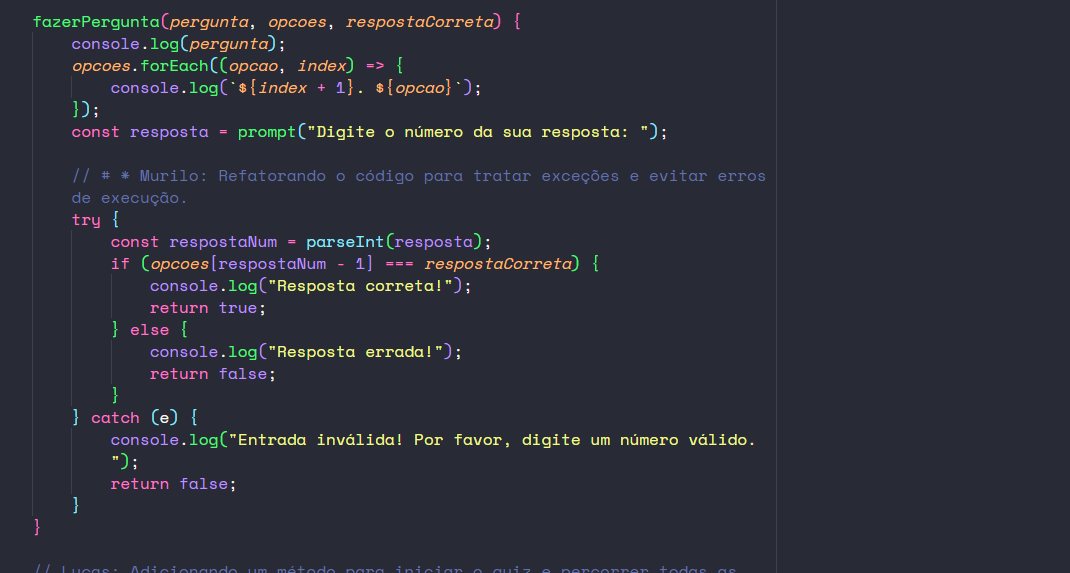 fazerPergunta(pergunta, opcoes, respostaCorreta) {
console.log(pergunta);
opcoes.forEach((opcao, index) => {
console.log(`${index + 1}. ${opcao}`);
});
const resposta = prompt("Digite o número da sua resposta: ");
// # * Murilo: Refatorando o código para tratar exceções e evitar erros
de execução.
try {
const respostaNum = parseInt(resposta);
if (opcoes[respostaNum - 1] === respostaCorreta) {
console.log("Resposta correta!");
return true;
} else {
console.log("Resposta errada!");
return false;
}
} catch (e) {
console.log("Entrada inválida! Por favor, digite um número válido.
");
return false;
}
}
// Lucas: Adicionando um método para iniciar o quiz e percorrer todas as